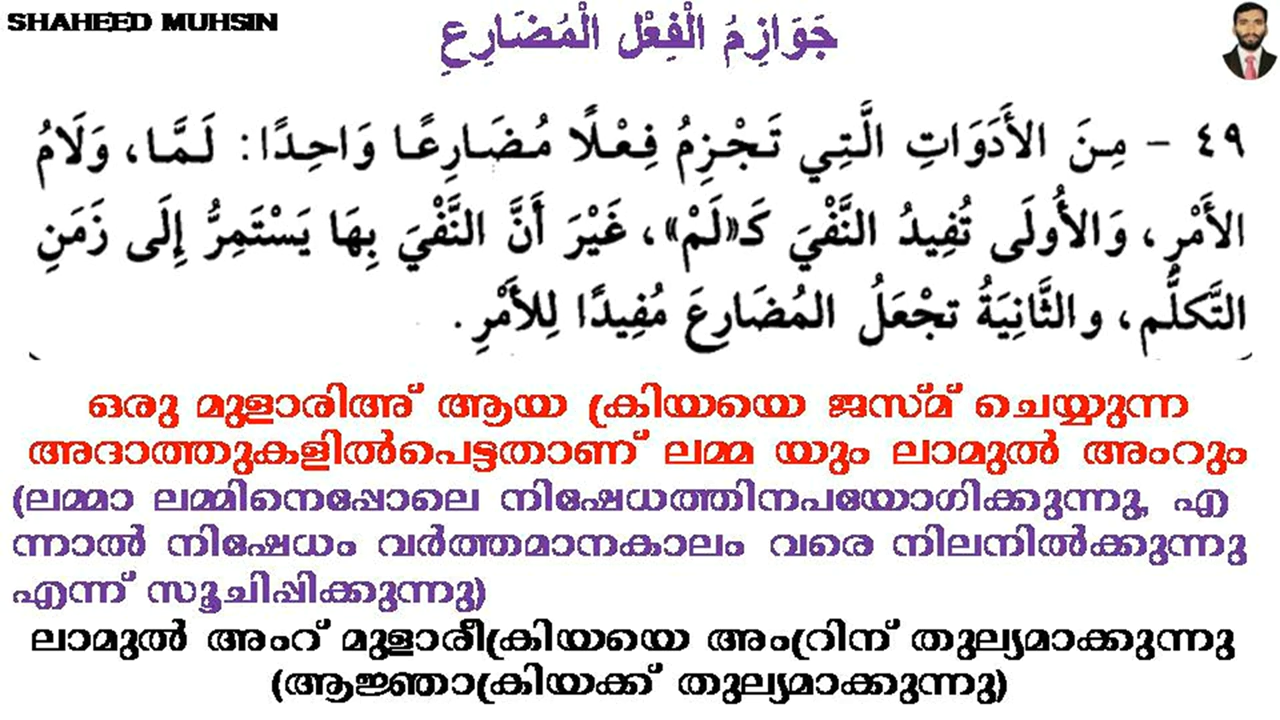 SHAHEED MUHSIN
جَوَازِمُ الْفِعْلِ الْمُضَارِعِ
٤٩ - مِنَ الأَدَوَاتِ الَّتِي تَجْزِمُ فِعْلًا مُضَارِعًا وَاحِدًا: لَمَّا، وَلَامُ
الأَمْرِ، وَالأُولَى تُفِيدُ النَّفْيَ كَـ«لَمْ»، غَيْرَ أَنَّ النَّفْيَ بِهَا يَسْتَمِرُّ إِلَى زَمَنِ
التَّكلُّمِ، والثَّانِيَةُ تجْعَلُ المُضَارِعَ مُفِيدًا لِلأَمْرِ.
ഒരു മുളാരിഅ് ആയ ക്രിയയെ ജസ്മ് ചെയ്യുന്ന
അദാത്തുകളിൽപെട്ടതാണ് ലമ്മ യും ലാമുൽ അംറും
(ലമ്മാ ലമ്മിനെപ്പോലെ നിഷേധത്തിനപയോഗിക്കുന്നു, എ
ന്നാൽ നിഷേധം വർത്തമാനകാലം വരെ നിലനിൽക്കുന്നു
എന്ന് സൂചിപ്പിക്കുന്നു)
ലാമുൽ അംറ് മുളാരീക്രിയയെ അംറിന് തുല്യമാക്കുന്നു
(ആജ്ഞാക്രിയക്ക് തുല്യമാക്കുന്നു)